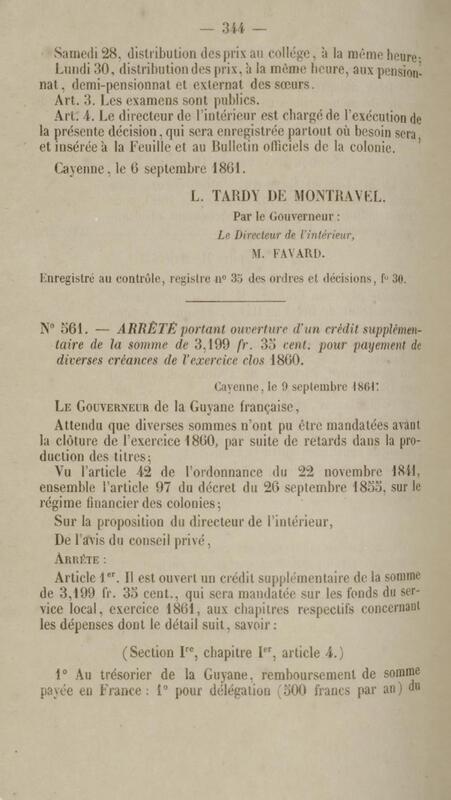 — 344 —
Samedi 28, distribution des prix au collége, à la même heure.
Lundi 30, distribution des prix, à la même heure, aux pension-
nat, demi-pensionnat et externat des sœurs.
Art. 3. Les examens sont publics.
Art. 4. Le directeur de l'intérieur est chargé de l'exécution de
la présente décision, qui sera enregistrée partout où besoin sera,
et insérée à la Feuille et au Bulletin officiels de la colonie.
Cayenne, le 6 septembre 1861.
L. TARDY DE MONTRAVEL.
Par le Gouverneur :
Le Directeur de l'intérieur,
M. FAVARD.
Enregistré au contrôle, registre n° 35 des ordres et décisions, f° 30.
N° 561. — ARRÊTÉ portant ouverture d'un crédit supplémen-
taire de la somme de 3,199 fr. 35 cent. pour payement de
diverses créances de l'exercice clos 1860.
Cayenne, le 9 septembre 1861.
LE GOUVERNEUR de la Guyane française,
Attendu que diverses sommes n'ont pu être mandatées avant
la clôture de l'exercice 1860, par suite de retards dans la pro-
duction des titres;
Vu l'article 42 de l'ordonnance du 22 novembre 1841,
ensemble l'article 97 du décret du 26 septembre 1855, sur le
régime financier des colonies;
Sur la proposition du directeur de l'intérieur,
De l'avis du conseil privé,
ARRÊTE :
Article 1er. Il est ouvert un crédit supplémentaire de la somme
de 3,199 fr. 35 cent., qui sera mandatée sur les fonds du ser-
vice local, exercice 1861, aux chapitres respectifs concernant
les dépenses dont le détail suit, savoir :
(Section Ire, chapitre Ier, article 4.)
1° Au trésorier de la Guyane, remboursement de somme
payée en France : 1° pour délégation (500 francs par an) du